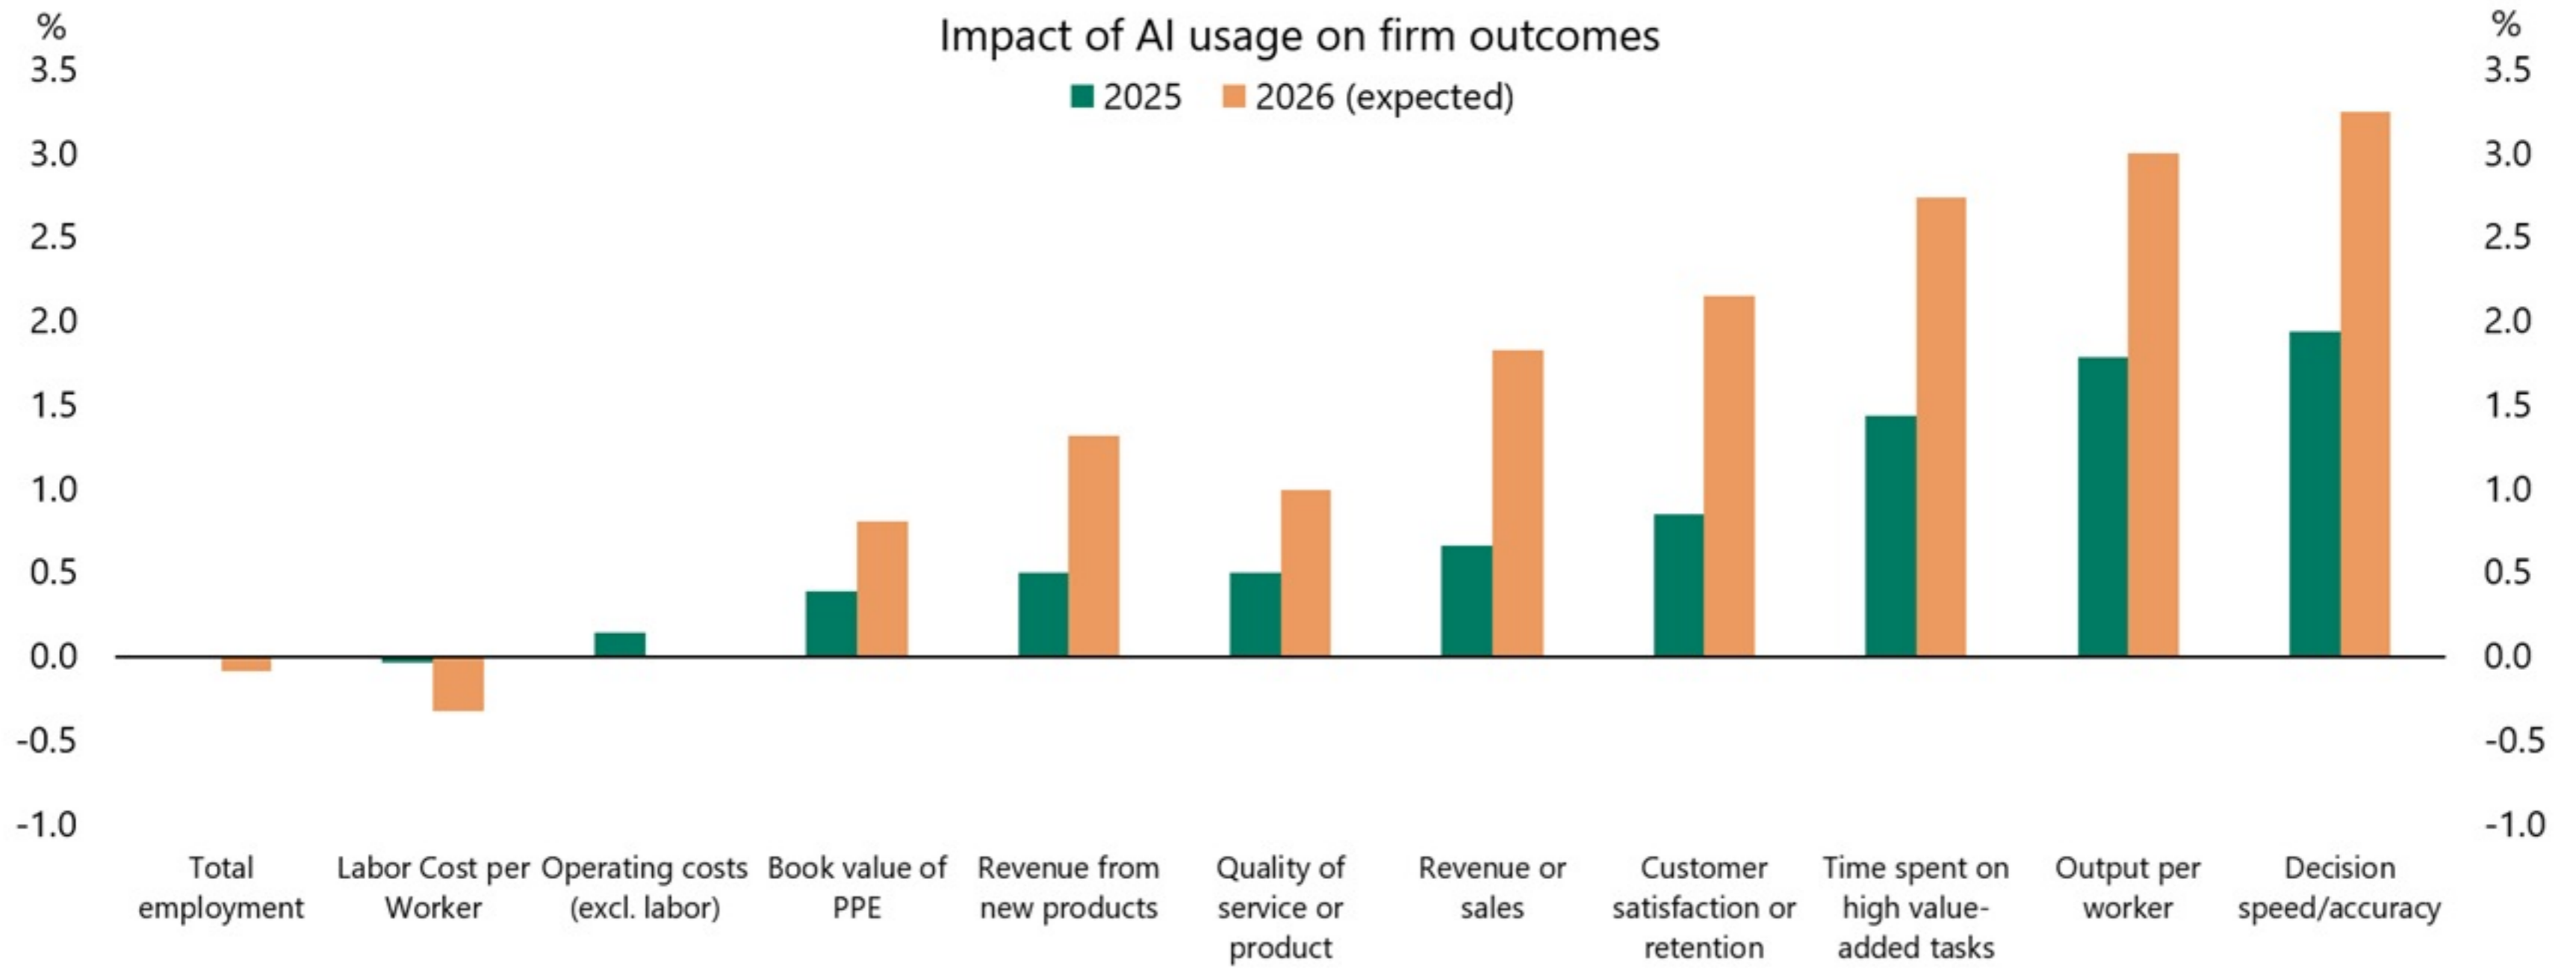 %
Impact of AI usage on firm outcomes
%
3.5
2025 2026 (expected)
3.5
3.0
3.0
2.5
2.5
2.0
2.0
1.5
1.5
1.0
1.0
0.5
0.5
0.0
0.0
-0.5
-0.5
-1.0
-1.0
Total
employment
Labor Cost per
Worker
Operating costs
(excl. labor)
Book value of
PPE
Revenue from
new products
Quality of
service or
product
Revenue or
sales
Customer
satisfaction or
retention
Time spent on
high value-
added tasks
Output per
worker
Decision
speed/accuracy